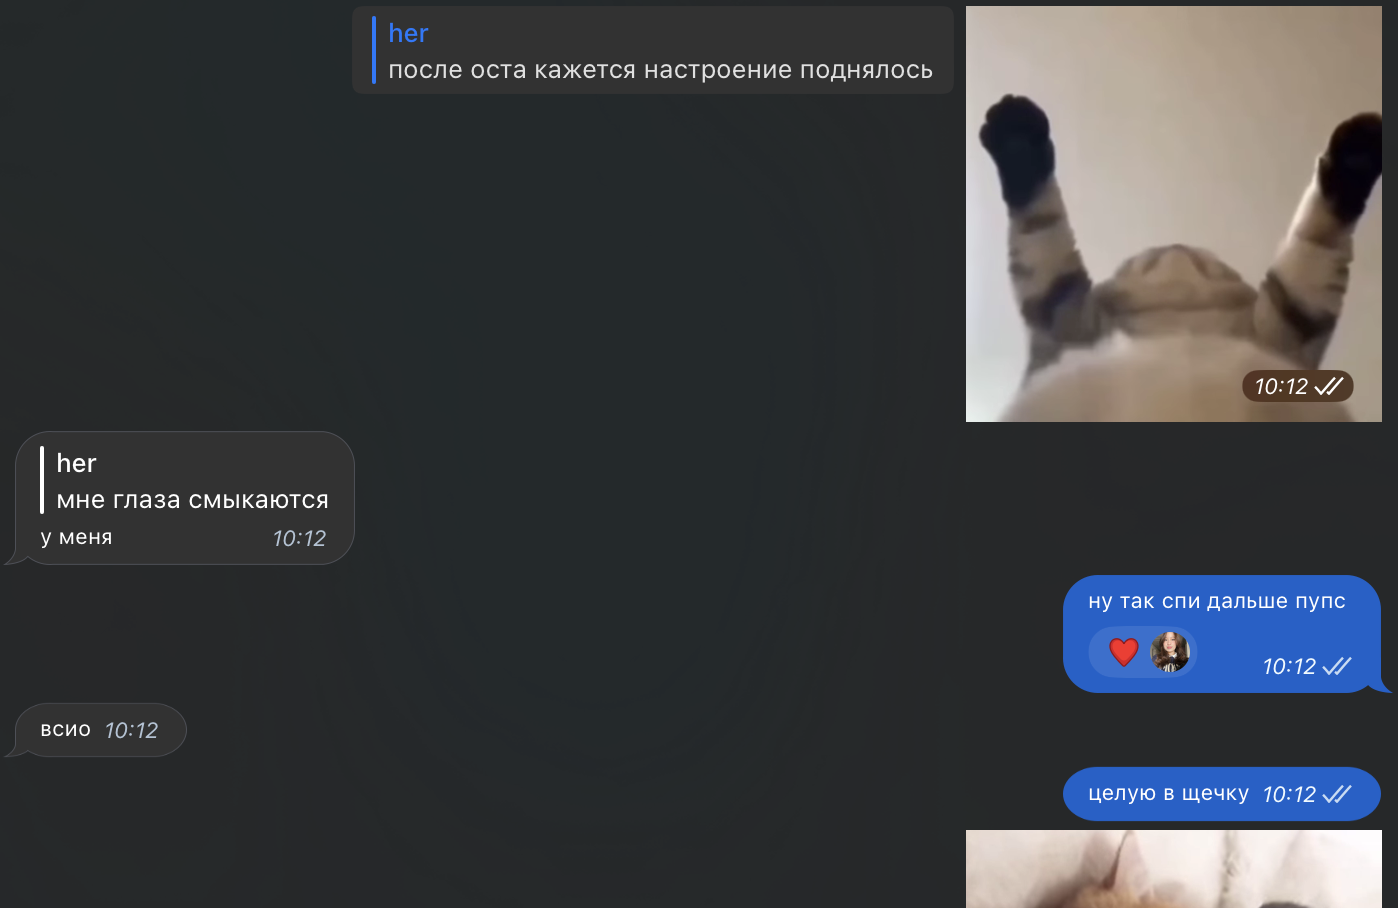 her
после оста кажется настроение поднялось
10:12
her
мне глаза смыкаются
у меня 10:12
ну так спи дальше пупс
10:12
всио 10:12
целую в щечку 10:12